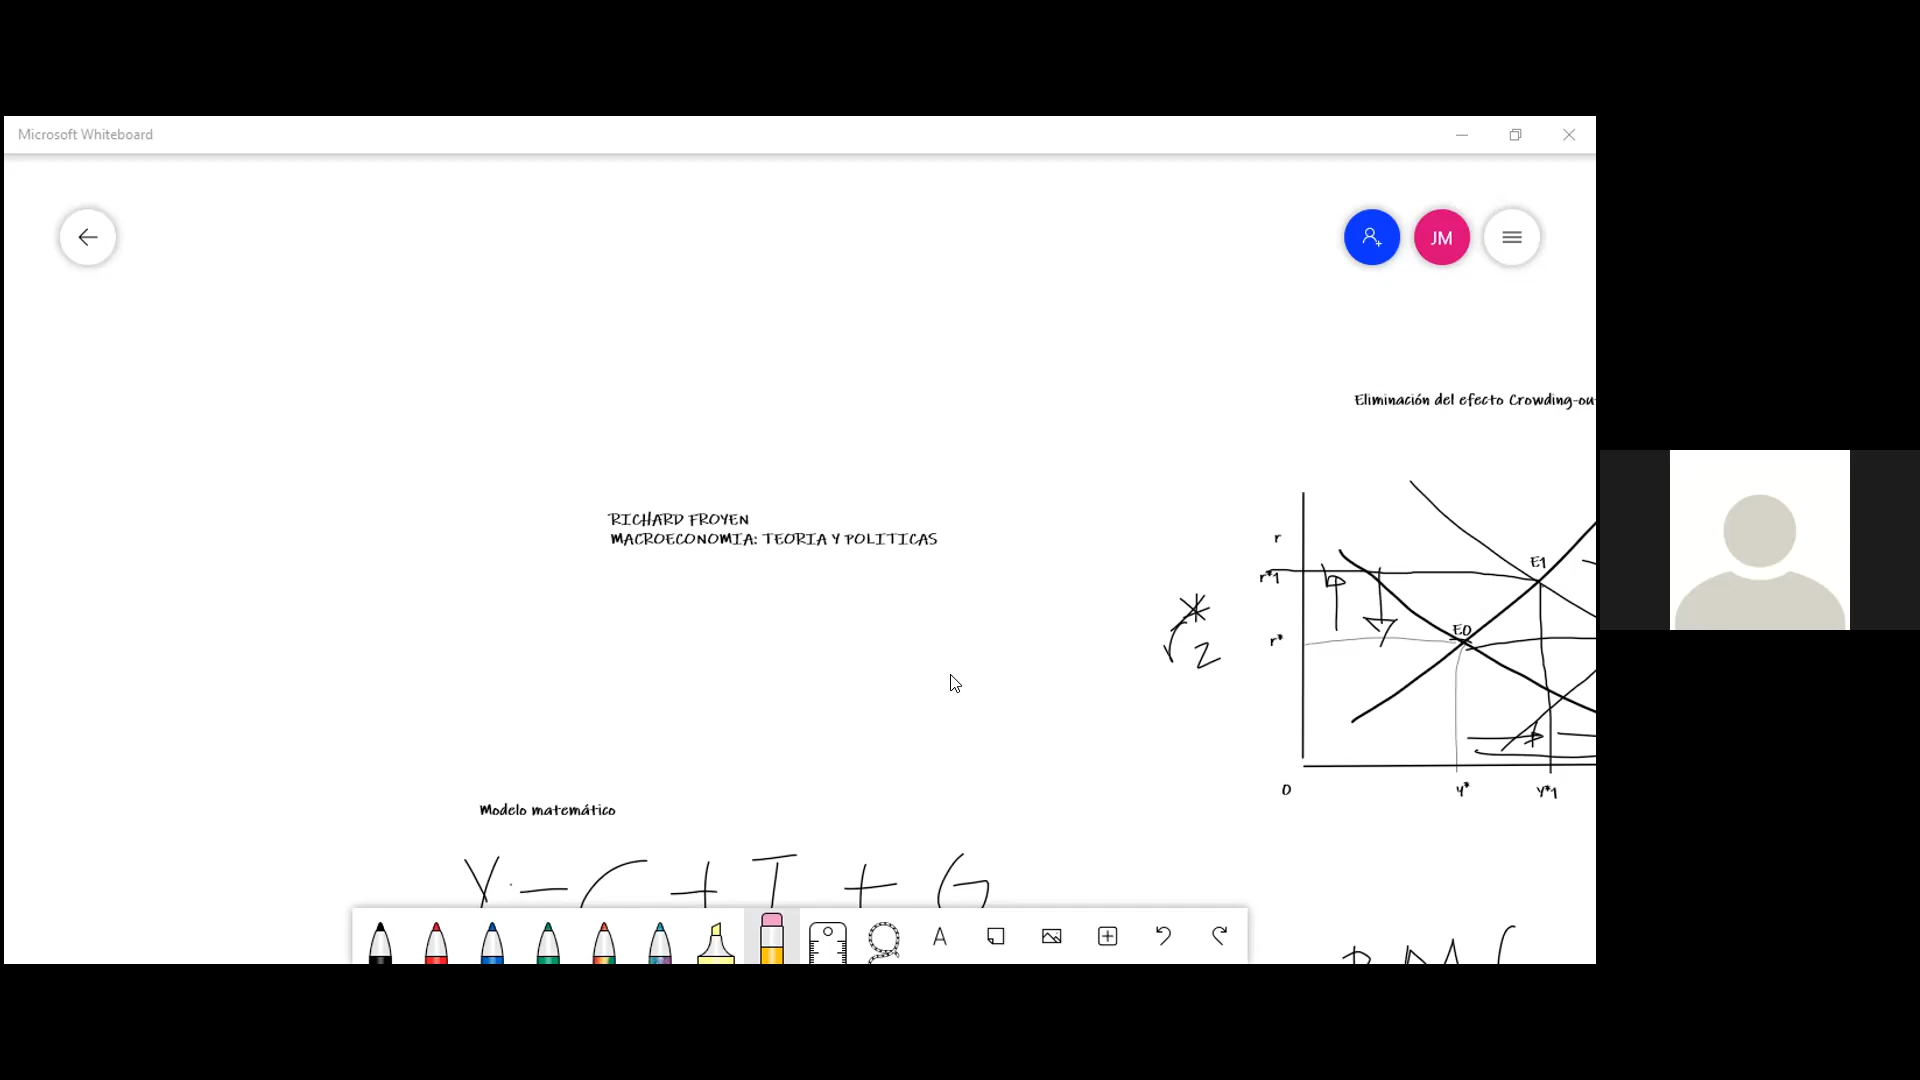 Microsoft Whiteboard
JM
Eliminación del efecto Crowding-ou
RICHARD FROYEN
MACROECONOMIA: TEORIA Y POLITICAS
r
r*1
r*
r*2
E1
E0
0
Y*
Y*1
Modelo matemático
Y = C + I + G
A